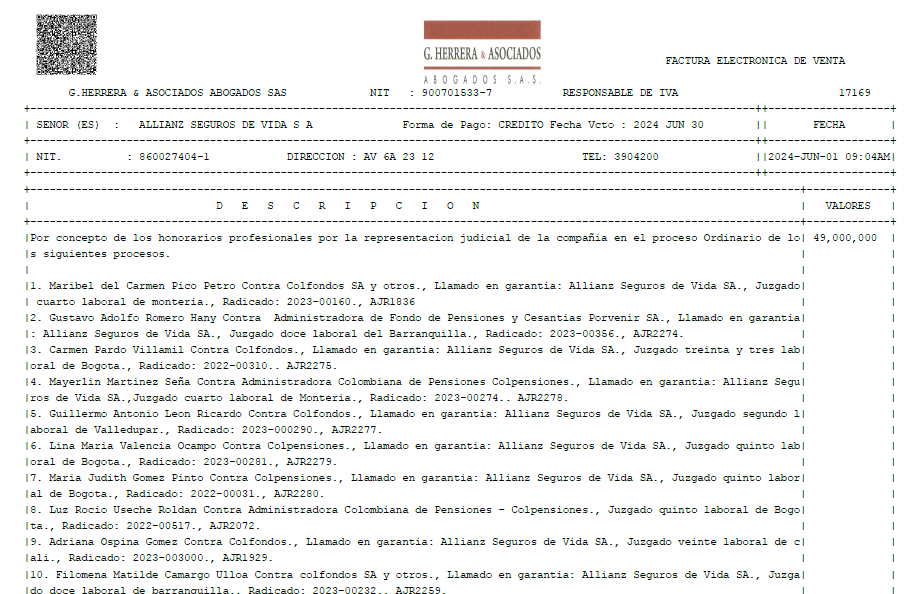 G. HERRERA & ASOCIADOS
ABOGADOS S.A.S.
FACTURA ELECTRONICA DE VENTA
G.HERRERA & ASOCIADOS ABOGADOS SAS NIT : 900701533-7 RESPONSABLE DE IVA 17169
SENOR (ES) : ALLIANZ SEGUROS DE VIDA S A Forma de Pago: CREDITO Fecha Vcto : 2024 JUN 30 FECHA
NIT. : 860027404-1 DIRECCION : AV 6A 23 12 TEL: 3904200 2024-JUN-01 09:04AM
D E S C R I P C I O N VALORES
Por concepto de los honorarios profesionales por la representacion judicial de la compañia en el proceso Ordinario de lo 49,000,000
s siguientes procesos.
1. Maribel del Carmen Pico Petro Contra Colfondos SA y otros., Llamado en garantia: Allianz Seguros de Vida SA., Juzgado
cuarto laboral de monteria., Radicado: 2023-00160., AJR1836
2. Gustavo Adolfo Romero Hany Contra Administradora de Fondo de Pensiones y Cesantias Porvenir SA., Llamado en garantia
: Allianz Seguros de Vida SA., Juzgado doce laboral del Barranquilla., Radicado: 2023-00356., AJR2274.
3. Carmen Pardo Villamil Contra Colfondos., Llamado en garantia: Allianz Seguros de Vida SA., Juzgado treinta y tres lab
oral de Bogota., Radicado: 2022-00310.. AJR2275.
4. Mayerlin Martinez Seña Contra Administradora Colombiana de Pensiones Colpensiones., Llamado en garantia: Allianz Segu
ros de Vida SA.,Juzgado cuarto laboral de Monteria., Radicado: 2023-00274.. AJR2278.
5. Guillermo Antonio Leon Ricardo Contra Colfondos., Llamado en garantia: Allianz Seguros de Vida SA., Juzgado segundo l
aboral de Valledupar., Radicado: 2023-000290., AJR2277.
6. Lina Maria Valencia Ocampo Contra Colpensiones., Llamado en garantia: Allianz Seguros de Vida SA., Juzgado quinto lab
oral de Bogota., Radicado: 2023-00281., AJR2279.
7. Maria Judith Gomez Pinto Contra Colpensiones., Llamado en garantia: Allianz Seguros de Vida SA., Juzgado quinto labor
al de Bogota., Radicado: 2022-00031., AJR2280.
8. Luz Rocio Useche Roldan Contra Administradora Colombiana de Pensiones - Colpensiones., Juzgado quinto laboral de Bogo
ta., Radicado: 2022-00517., AJR2072.
9. Adriana Ospina Gomez Contra Colfondos., Llamado en garantia: Allianz Seguros de Vida SA., Juzgado veinte laboral de c
ali., Radicado: 2023-003000., AJR1929.
10. Filomena Matilde Camargo Ulloa Contra colfondos SA y otros., Llamado en garantia: Allianz Seguros de Vida SA., Juzga
do doce laboral de barranquilla., Radicado: 2023-00232.. AJR2259.